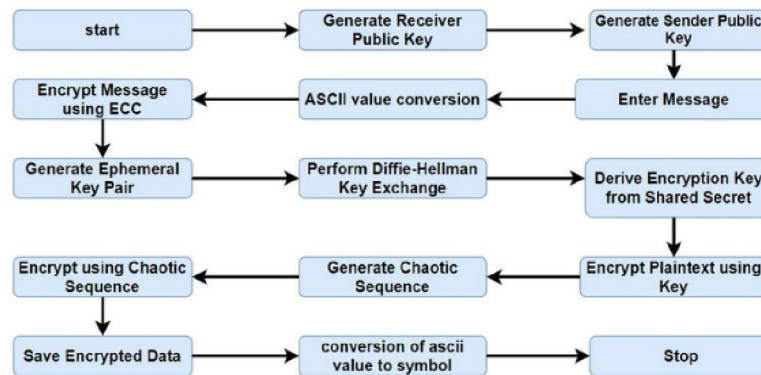 start
Generate Receiver
Public Key
Generate Sender Public
Key
Enter Message
ASCII value conversion
Encrypt Message
using ECC
Generate Ephemeral
Key Pair
Perform Diffie-Hellman
Key Exchange
Derive Encryption Key
from Shared Secret
Encrypt Plaintext using
Key
Generate Chaotic
Sequence
Encrypt using Chaotic
Sequence
Save Encrypted Data
conversion of ascii
value to symbol
Stop